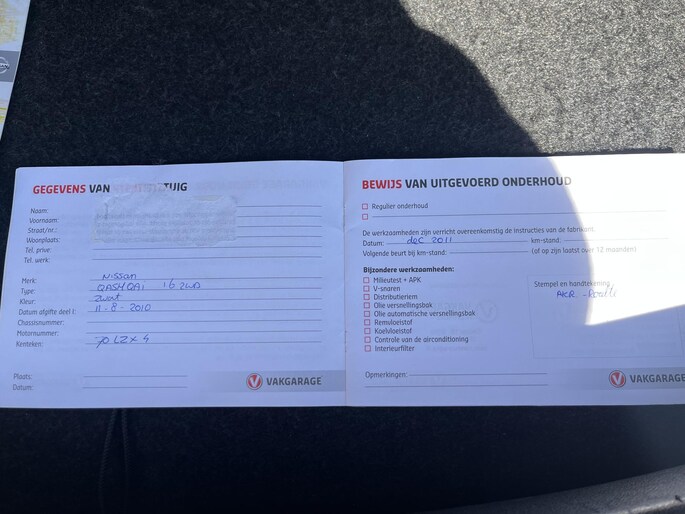 GEGEVENS VAN
Naam:
Voornaam:
Straat/nr.:
Woonplaats:
Tel. prive:
Tel. werk:
Merk: Nissan
Type: QASHQAI 1.6 2WD
Kleur: Zwart
Datum afgifte deel I: 11-8-2010
Chassisnummer:
Motornummer:
Kenteken: 70 LZX 4
Plaats:
Datum:
VAKGARAGE
BEWIJS VAN UITGEVOERD ONDERHOUD
Regulier onderhoud
De werkzaamheden zijn verricht overeenkomstig de instructies van de fabrikant.
Datum: dec 2011 km-stand:
Volgende beurt bij km-stand: (of op zijn laatst over 12 maanden)
Bijzondere werkzaamheden:
Milieutest + APK
V-snaren
Distributieriem
Olie versnellingsbak
Olie automatische versnellingsbak
Remvloeistof
Koelvloeistof
Controle van de airconditioning
Interieurfilter
Stempel en handtekening
Opmerkingen:
VAKGARAGE